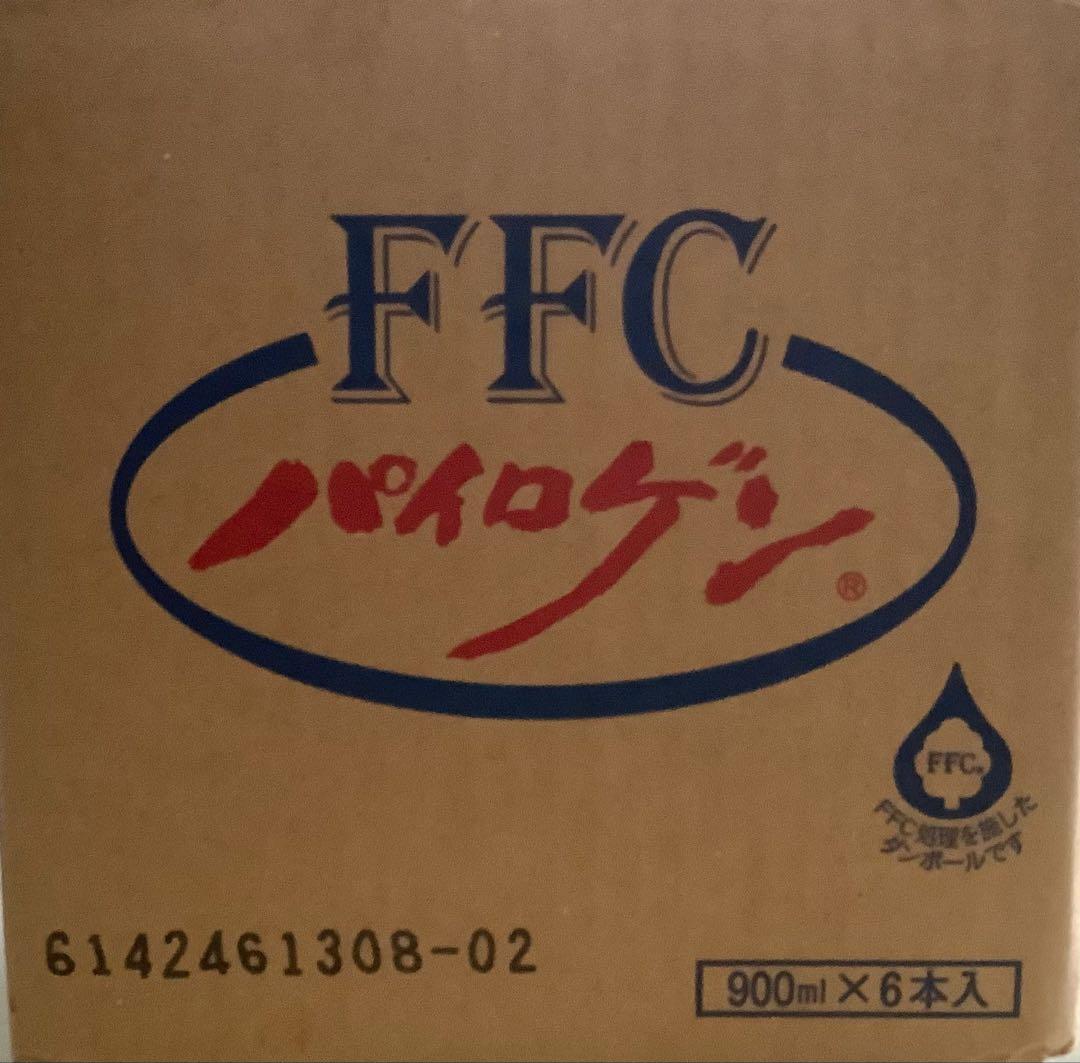 FFC
パイロゲン®
FFC®
FFC処理を施した
ダンボールです
6142461308-02
900ml×6本入